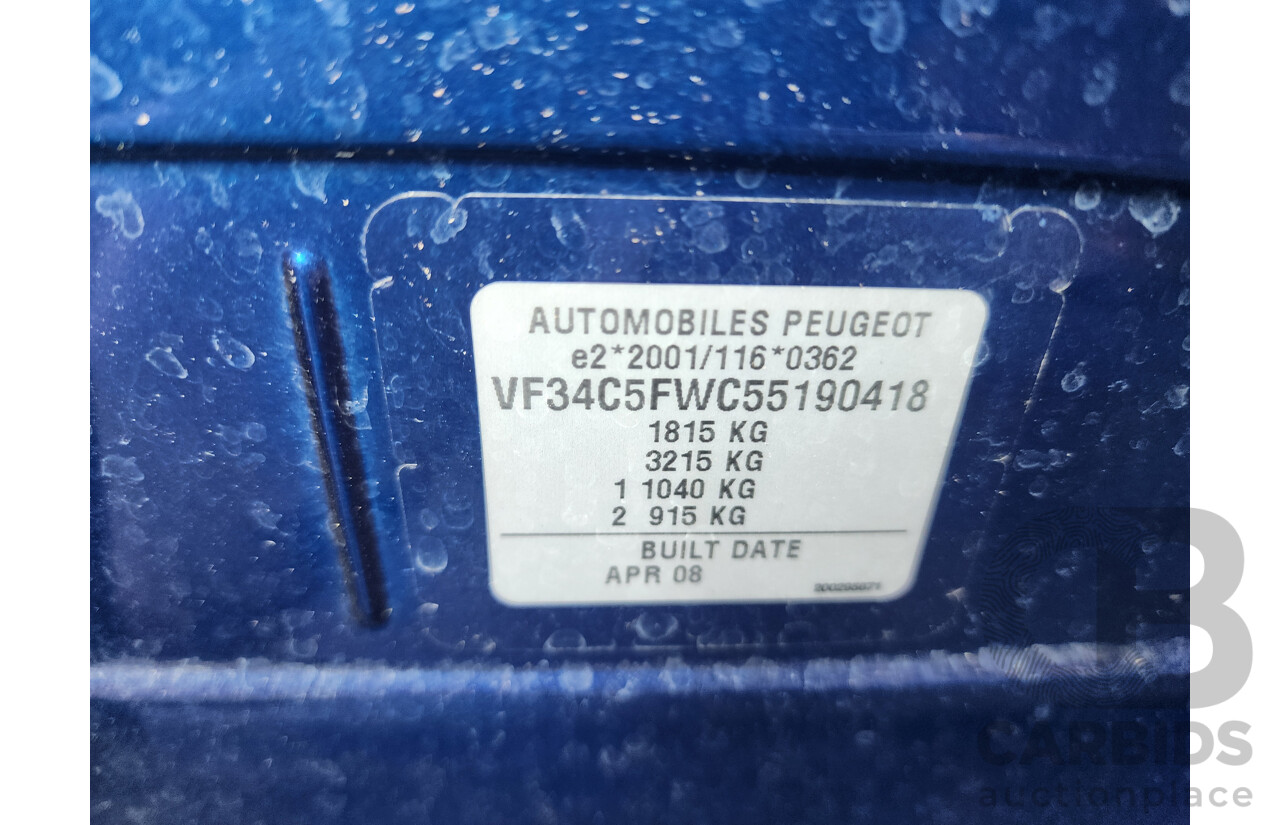 AUTOMOBILES PEUGEOT
e2*2001/116*0362
VF34C5FWC55190418
1815 KG
3215 KG
1 1040 KG
2 915 KG
BUILT DATE
APR 08
CARBIDS
auctionplace